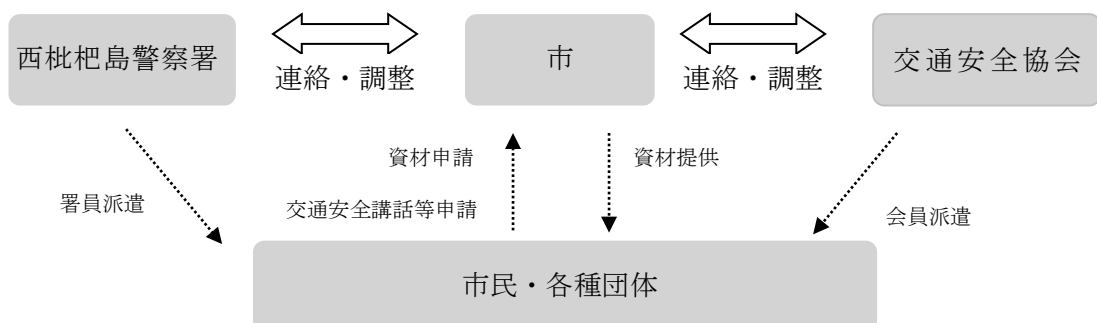 西枇杷島警察署
市
交通安全協会
連絡・調整
連絡・調整
資材申請
資材提供
署員派遣
交通安全講話等申請
会員派遣
市民・各種団体